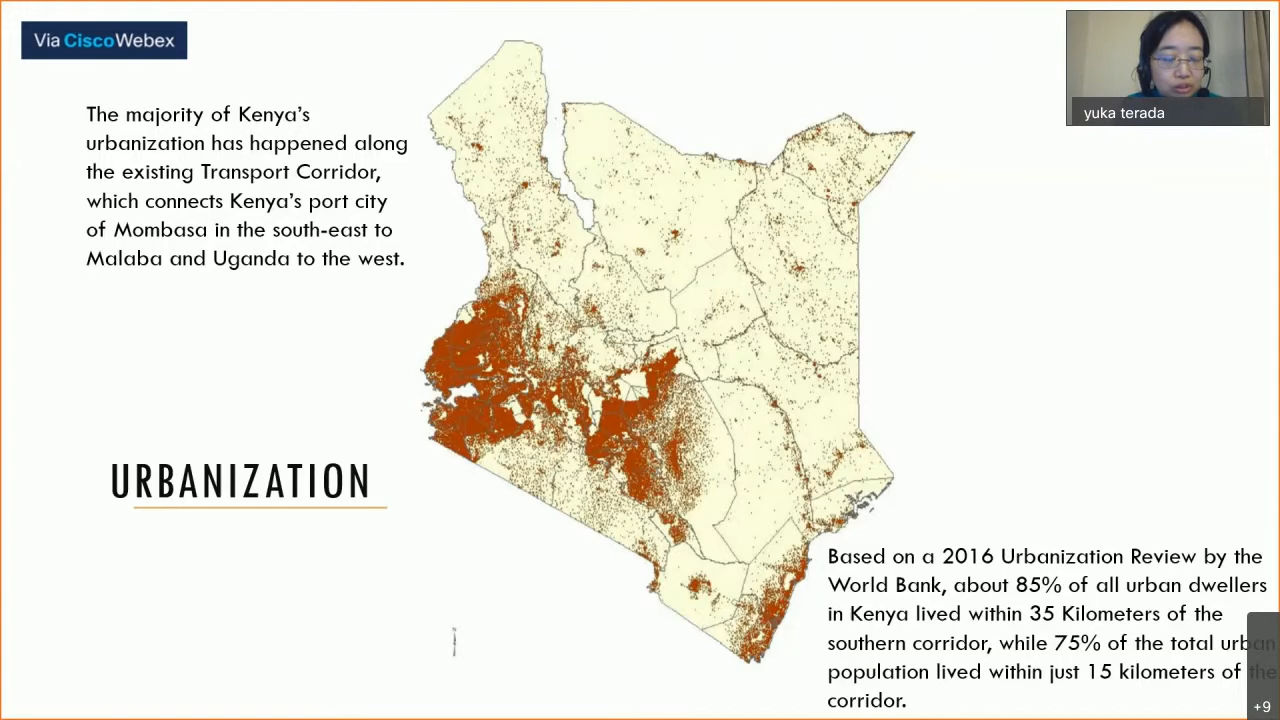 Via CiscoWebex
yuka terada
The majority of Kenya's
urbanization has happened along
the existing Transport Corridor,
which connects Kenya's port city
of Mombasa in the south-east to
Malaba and Uganda to the west.
URBANIZATION
Based on a 2016 Urbanization Review by the
World Bank, about 85% of all urban dwellers
in Kenya lived within 35 Kilometers of the
southern corridor, while 75% of the total urban
population lived within just 15 kilometers of the
corridor.
+9